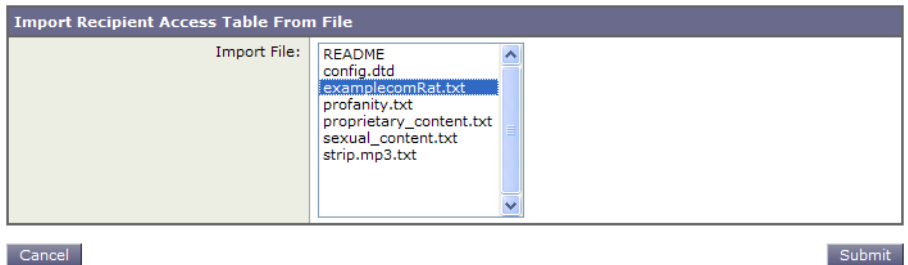 Import Recipient Access Table From File
Import File:
README
config.dtd
examplecomRat.txt
profanity.txt
proprietary_content.txt
sexual_content.txt
strip.mp3.txt
Cancel
Submit